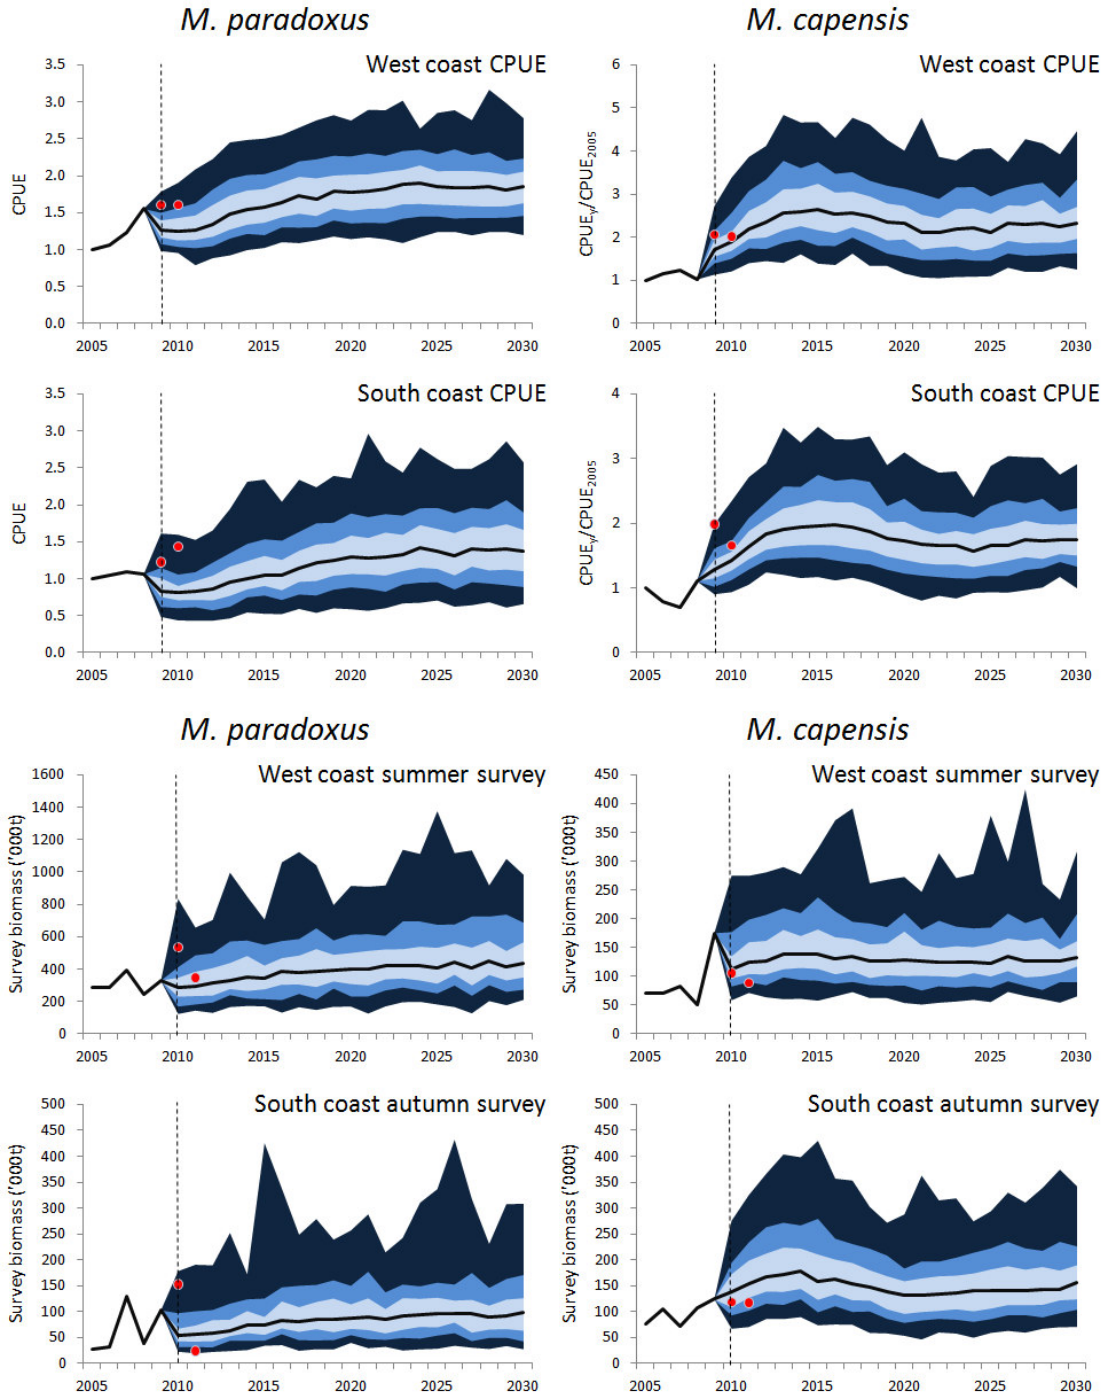 M. paradoxus
M. capensis
West coast CPUE
West coast CPUE
CPUE
3.5
3.0
2.5
2.0
1.5
1.0
0.5
0.0
2005 2010 2015 2020 2025 2030
CPUEy/CPUE2005
6
5
4
3
2
1
0
2005 2010 2015 2020 2025 2030
South coast CPUE
South coast CPUE
CPUE
3.5
3.0
2.5
2.0
1.5
1.0
0.5
0.0
2005 2010 2015 2020 2025 2030
CPUEy/CPUE2005
4
3
2
1
0
2005 2010 2015 2020 2025 2030
M. paradoxus
M. capensis
West coast summer survey
West coast summer survey
Survey biomass ('000t)
1600
1400
1200
1000
800
600
400
200
0
2005 2010 2015 2020 2025 2030
Survey biomass ('000t)
450
400
350
300
250
200
150
100
50
0
2005 2010 2015 2020 2025 2030
South coast autumn survey
South coast autumn survey
Survey biomass ('000t)
500
450
400
350
300
250
200
150
100
50
0
2005 2010 2015 2020 2025 2030
Survey biomass ('000t)
500
450
400
350
300
250
200
150
100
50
0
2005 2010 2015 2020 2025 2030